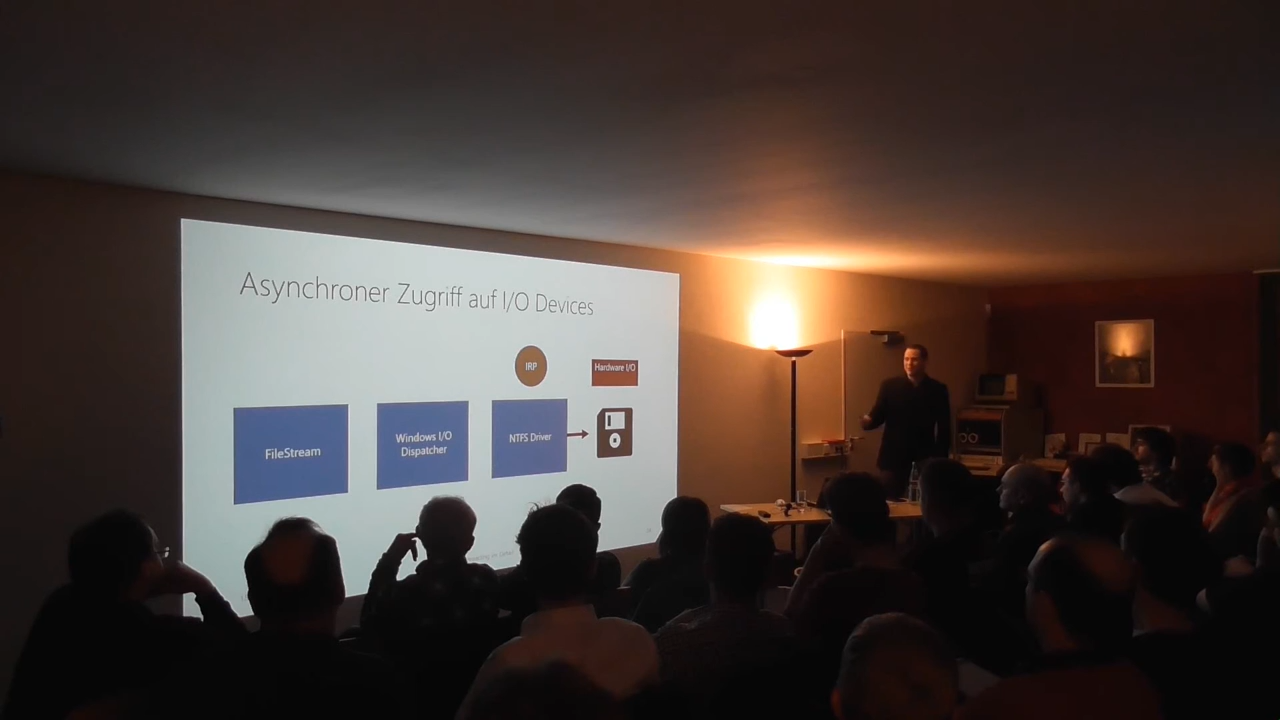 Asynchroner Zugriff auf I/O Devices
IRP
Hardware I/O
FileStream
Windows I/O
Dispatcher
NTFS Driver